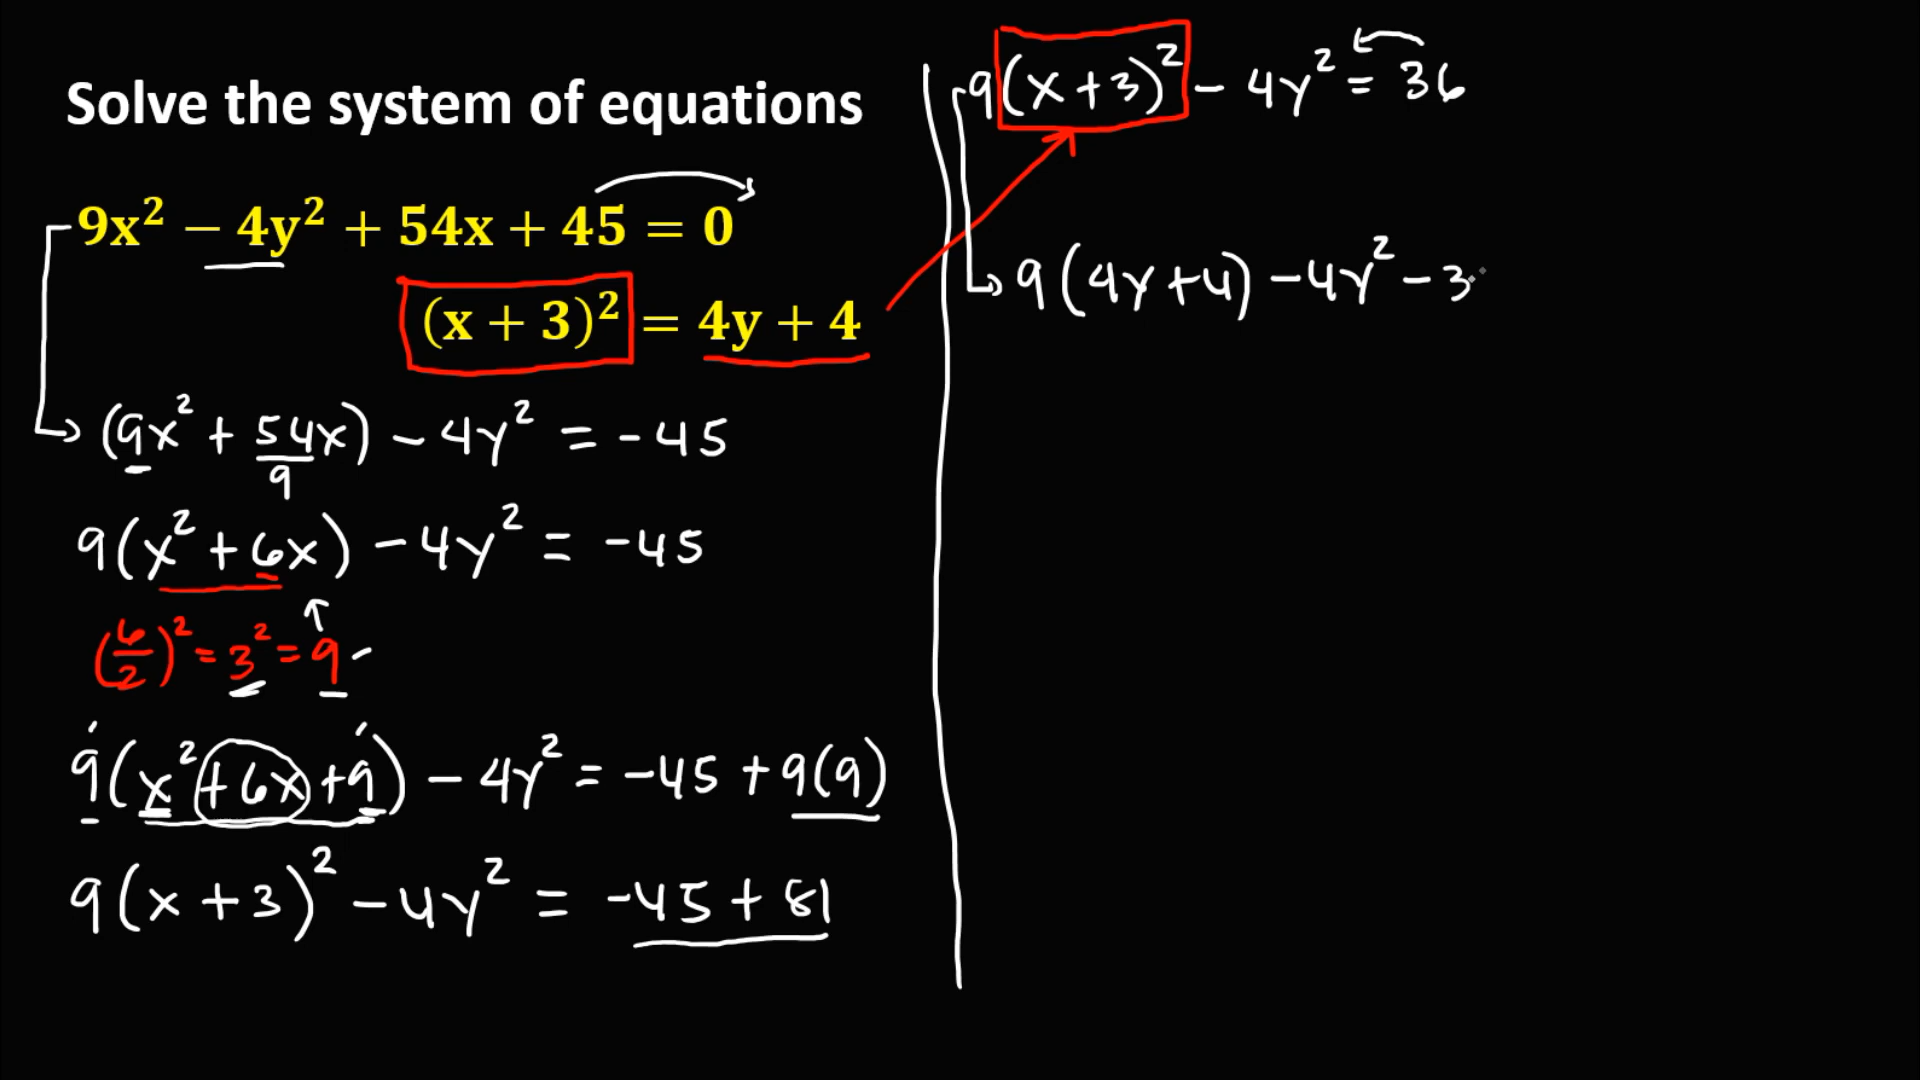 Solve the system of equations
9x² − 4y² + 54x + 45 = 0
(x + 3)² = 4y + 4
(9x² + 54x) − 4y² = −45
9
9(x² + 6x) − 4y² = −45
(6/2)² = 3² = 9
9(x² + 6x + 9) − 4y² = −45 + 9(9)
9(x + 3)² − 4y² = −45 + 81
9(x + 3)² − 4y² = 36
9(4y + 4) − 4y² − 3